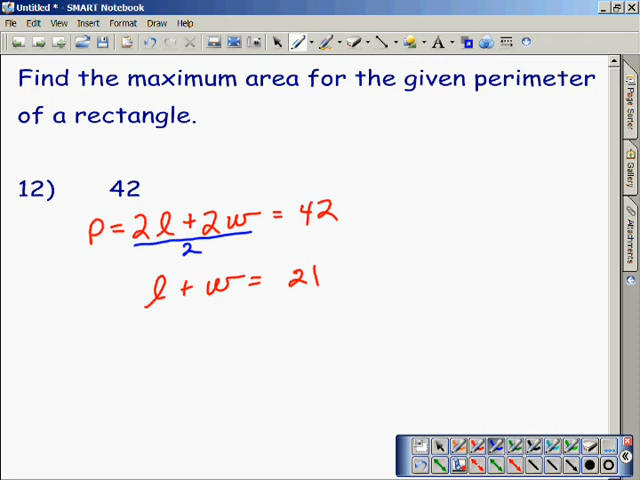 Untitled * - SMART Notebook
File Edit View Insert Format Draw Help
Find the maximum area for the given perimeter
of a rectangle.
12) 42
P = 2l + 2w = 42
2
l + w = 21
Page Sorter
Gallery
Attachments